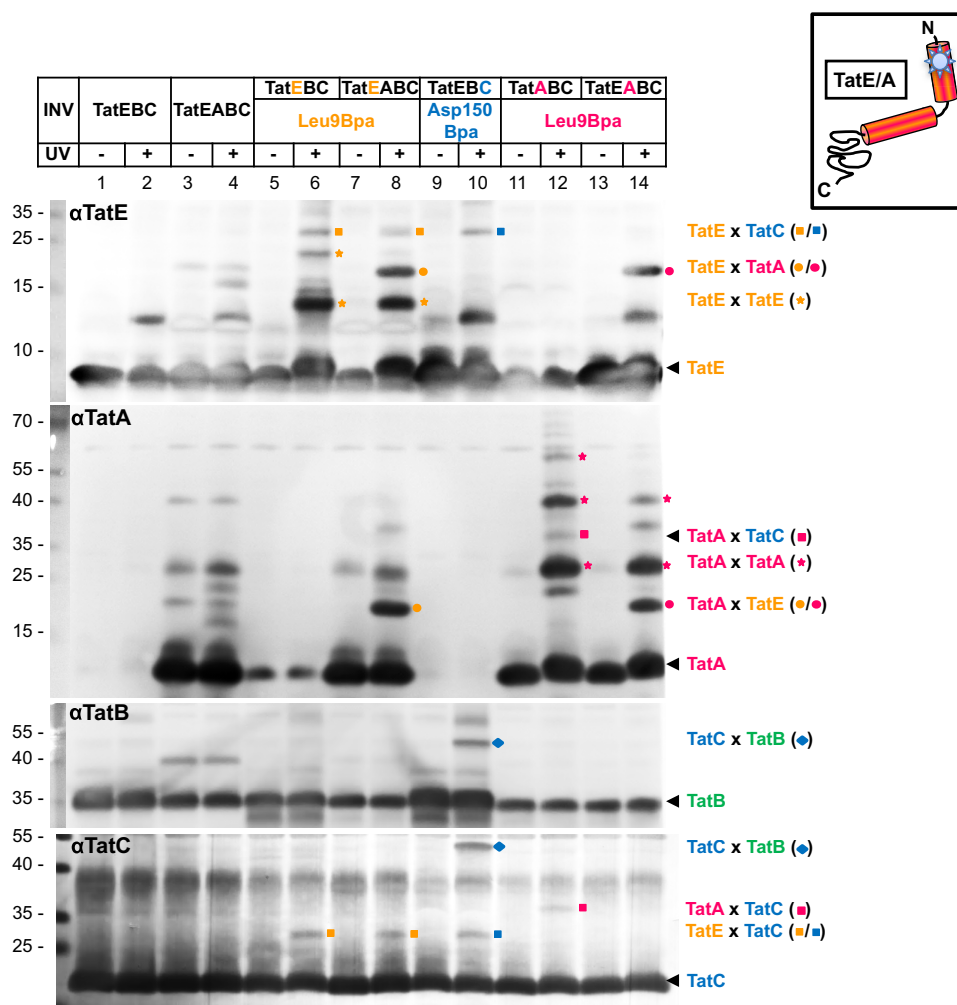 N
TatE/A
C
TatEBC TatEABC TatABC TatEABC
INV TatEBC TatEABC Leu9Bpa Asp150 Bpa Leu9Bpa
TatEBC
UV - + - + - + - + - + - + - +
1 2 3 4 5 6 7 8 9 10 11 12 13 14
αTatE
35 -
25 -
15 -
10 -
TatE x TatC (■/■)
TatE x TatA (●/●)
TatE x TatE (★)
◄ TatE
αTatA
70 -
55 -
40 -
35 -
25 -
15 -
◄ TatA x TatC (■)
TatA x TatA (★)
TatA x TatE (●/●)
◄ TatA
αTatB
55 -
40 -
35 -
TatC x TatB (◆)
◄ TatB
αTatC
55 -
40 -
35 -
25 -
TatC x TatB (◆)
TatA x TatC (■)
TatE x TatC (■/■)
◄ TatC